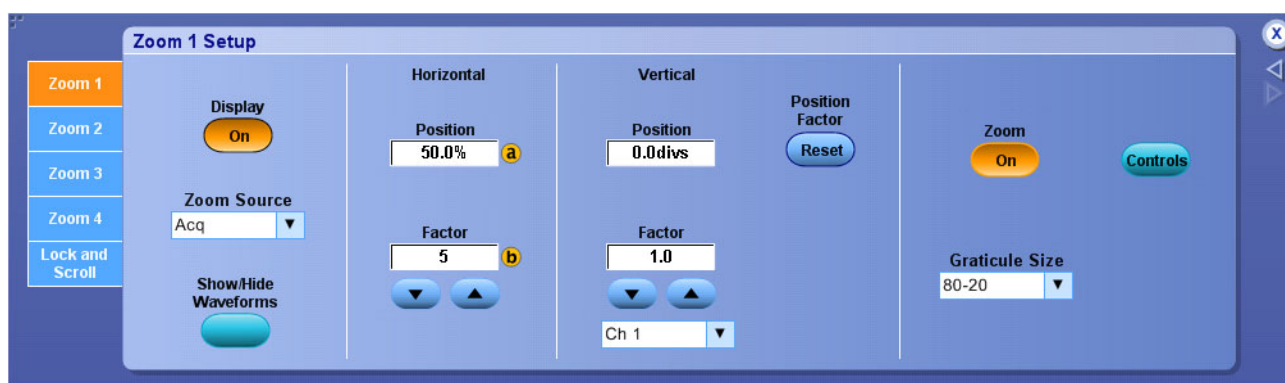 Zoom 1 Setup
X
Zoom 1
Zoom 2
Zoom 3
Zoom 4
Lock and
Scroll
Display
On
Zoom Source
Acq
Show/Hide
Waveforms
Horizontal
Position
50.0%
a
Factor
5
b
Vertical
Position
0.0divs
Factor
1.0
Ch 1
Position
Factor
Reset
Zoom
On
Controls
Graticule Size
80-20